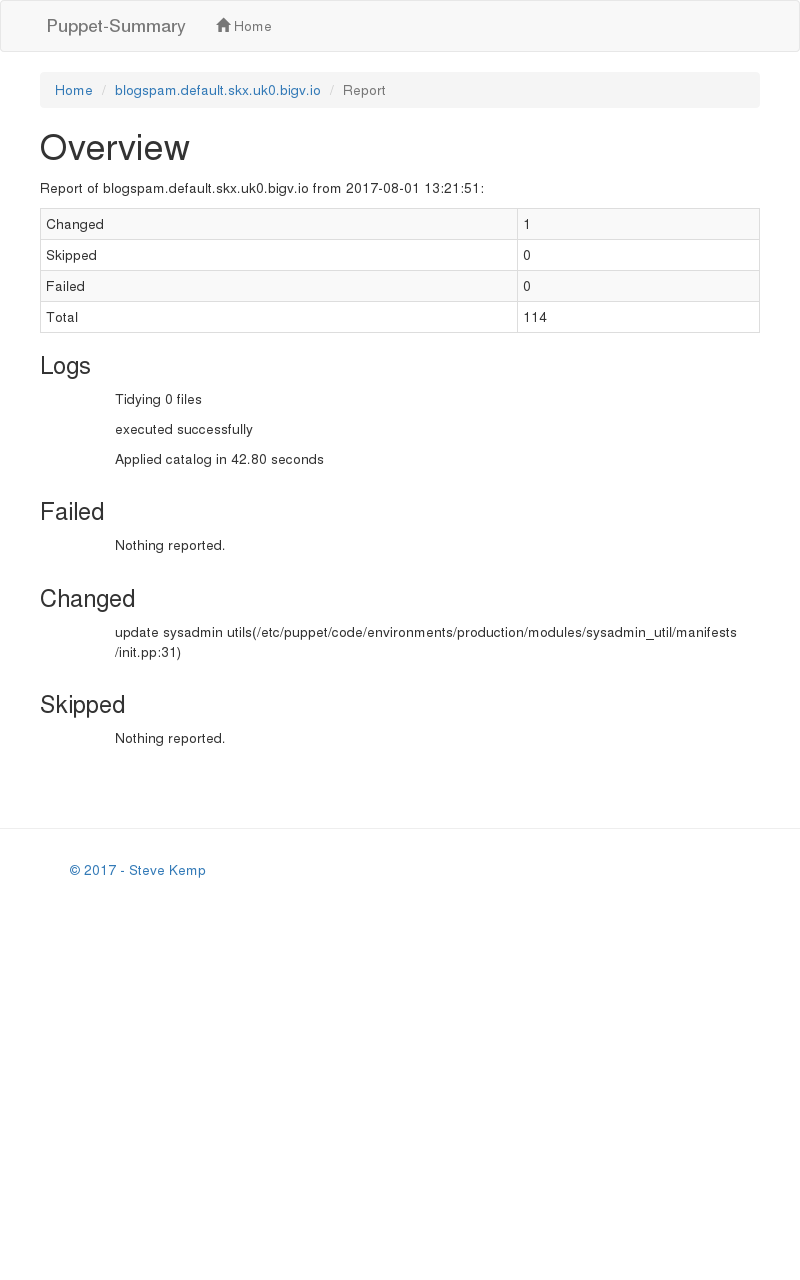 Puppet-Summary Home
Home / blogspam.default.skx.uk0.bigv.io / Report
Overview
Report of blogspam.default.skx.uk0.bigv.io from 2017-08-01 13:21:51:
Changed 1
Skipped 0
Failed 0
Total 114
Logs
Tidying 0 files
executed successfully
Applied catalog in 42.80 seconds
Failed
Nothing reported.
Changed
update sysadmin utils(/etc/puppet/code/environments/production/modules/sysadmin_util/manifests
/init.pp:31)
Skipped
Nothing reported.
© 2017 - Steve Kemp